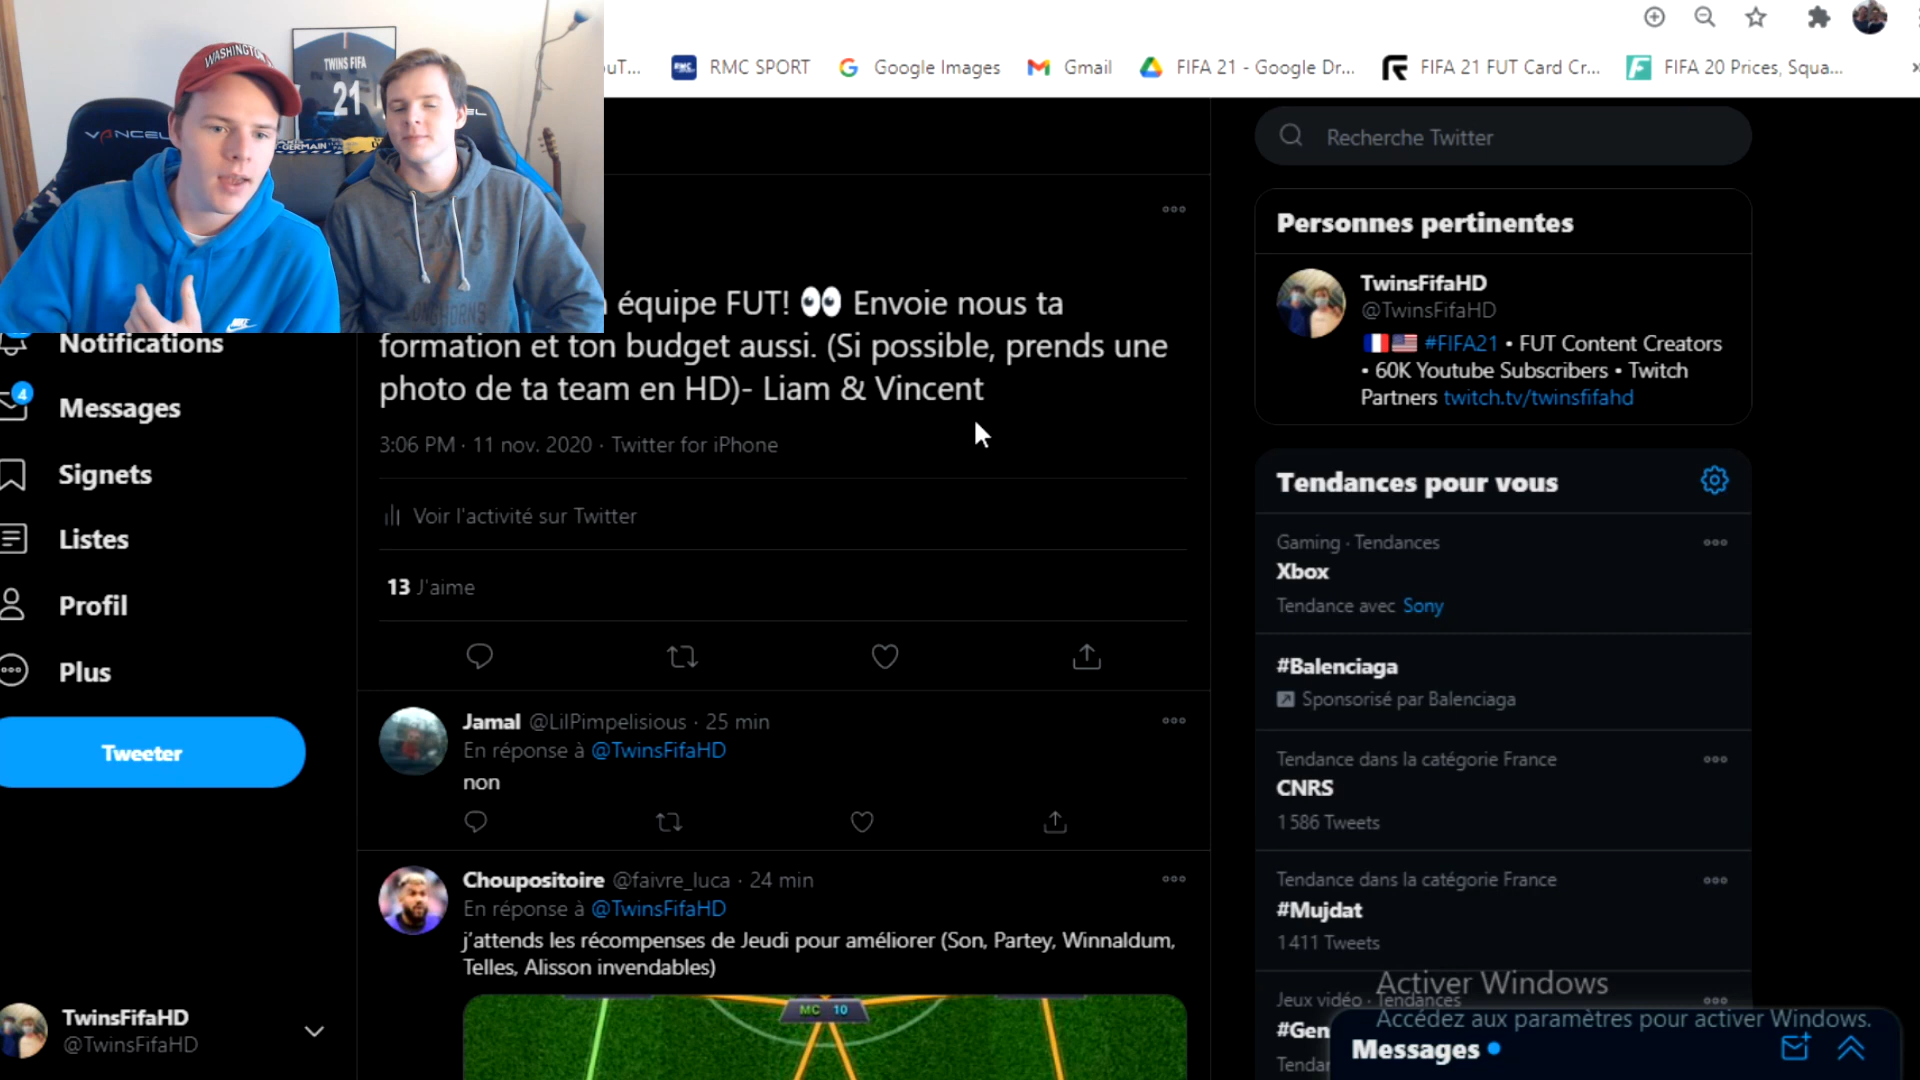 WASHINGTON
TWINS FIFA
21
GERMAIN
uT...
RMC SPORT
Google Images
Gmail
FIFA 21 - Google Dr...
FIFA 21 FUT Card Cr...
FIFA 20 Prices, Squa...
Recherche Twitter
Personnes pertinentes
TwinsFifaHD
@TwinsFifaHD
#FIFA21 • FUT Content Creators
• 60K Youtube Subscribers • Twitch
Partners twitch.tv/twinsfifahd
équipe FUT! 👀 Envoie nous ta
formation et ton budget aussi. (Si possible, prends une
photo de ta team en HD)- Liam & Vincent
3:06 PM · 11 nov. 2020 · Twitter for iPhone
Voir l'activité sur Twitter
13 J'aime
Notifications
4
Messages
Signets
Listes
Profil
Plus
Tweeter
TwinsFifaHD
@TwinsFifaHD
Jamal @LilPimpelisious · 25 min
En réponse à @TwinsFifaHD
non
Choupositoire @faivre_luca · 24 min
En réponse à @TwinsFifaHD
j'attends les récompenses de Jeudi pour améliorer (Son, Partey, Winnaldum,
Telles, Alisson invendables)
MC 10
Tendances pour vous
Gaming · Tendances
Xbox
Tendance avec Sony
#Balenciaga
Sponsorisé par Balenciaga
Tendance dans la catégorie France
CNRS
1 586 Tweets
Tendance dans la catégorie France
#Mujdat
1 411 Tweets
Jeux vidéo · Tendances
#Gen
Tendan
Activer Windows
Accédez aux paramètres pour activer Windows.
Messages